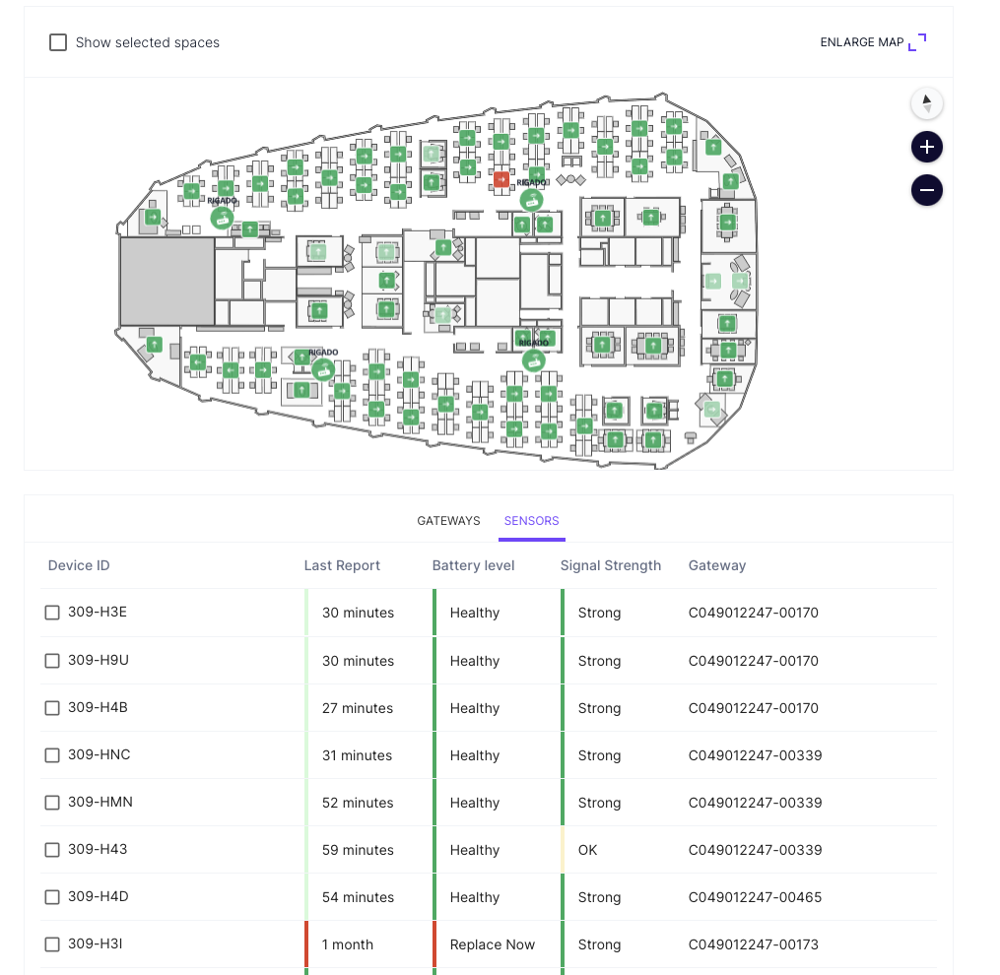 Show selected spaces
ENLARGE MAP
RIGADO
RIGADO
RIGADO
RIGADO
GATEWAYS SENSORS
Device ID Last Report Battery level Signal Strength Gateway
309-H3E 30 minutes Healthy Strong C049012247-00170
309-H9U 30 minutes Healthy Strong C049012247-00170
309-H4B 27 minutes Healthy Strong C049012247-00170
309-HNC 31 minutes Healthy Strong C049012247-00339
309-HMN 52 minutes Healthy Strong C049012247-00339
309-H43 59 minutes Healthy OK C049012247-00339
309-H4D 54 minutes Healthy Strong C049012247-00465
309-H3I 1 month Replace Now Strong C049012247-00173